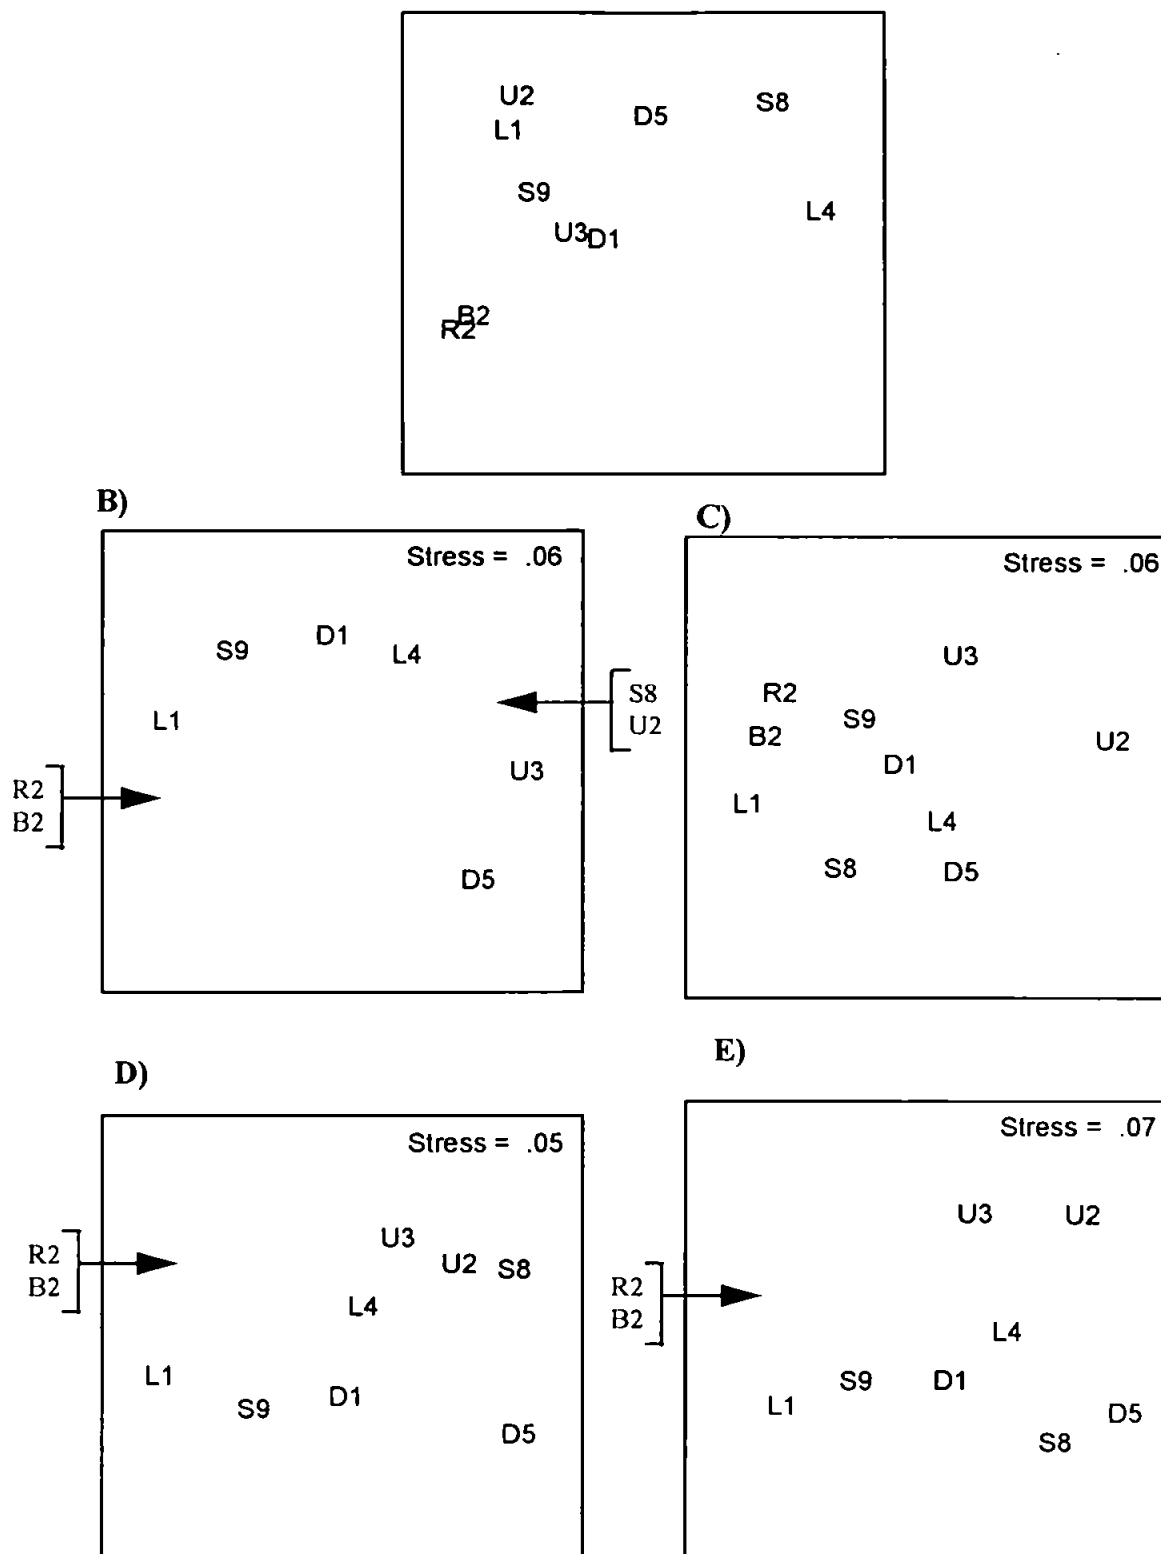 U2
D5
S8
L1
S9
L4
U3
D1
B2
R2
B)
Stress = .06
S9
D1
L4
L1
S8
U2
U3
R2
B2
D5
C)
Stress = .06
U3
R2
S9
B2
U2
D1
L1
L4
S8
D5
D)
Stress = .05
U3
U2
S8
R2
B2
L4
L1
D1
S9
D5
E)
Stress = .07
U3
U2
R2
B2
L4
S9
D1
L1
D5
S8